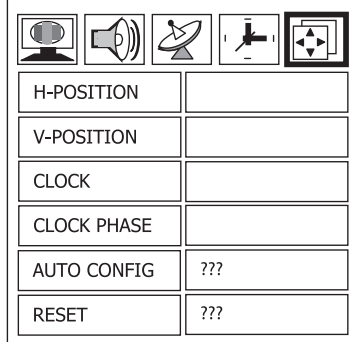 H-POSITION
V-POSITION
CLOCK
CLOCK PHASE
AUTO CONFIG ???
RESET ???